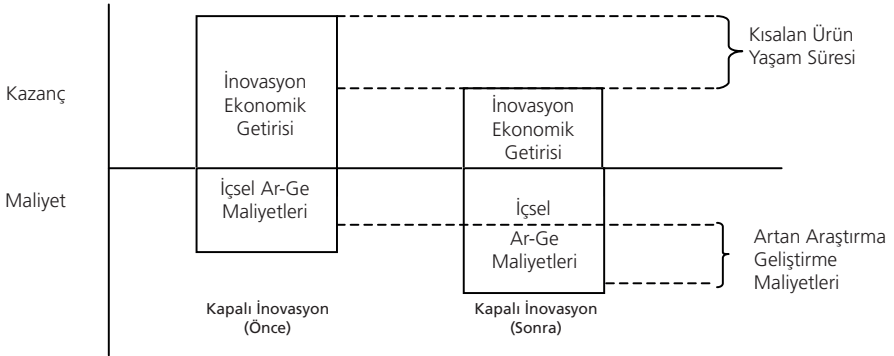 Kısalan Ürün
Yaşam Süresi
Kazanç
İnovasyon
Ekonomik
Getirisi
İnovasyon
Ekonomik
Getirisi
Maliyet
İçsel Ar-Ge
Maliyetleri
İçsel
Ar-Ge
Maliyetleri
Artan Araştırma
Geliştirme
Maliyetleri
Kapalı İnovasyon
(Önce)
Kapalı İnovasyon
(Sonra)